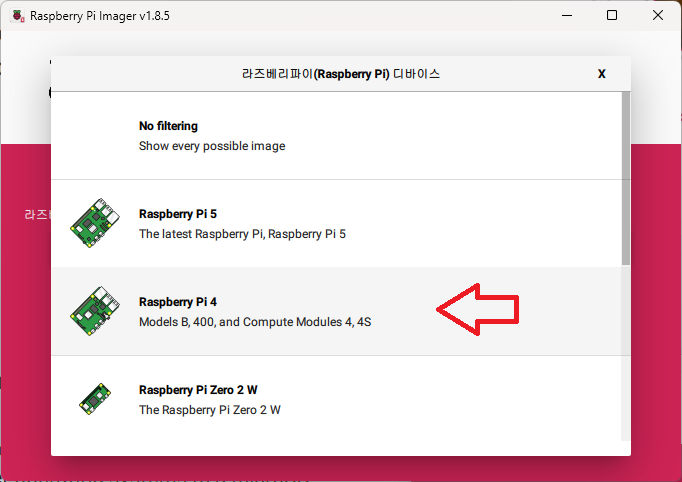 Raspberry Pi Imager v1.8.5
라즈베리파이(Raspberry Pi) 디바이스
X
No filtering
Show every possible image
라즈
Raspberry Pi 5
The latest Raspberry Pi, Raspberry Pi 5
Raspberry Pi 4
Models B, 400, and Compute Modules 4, 4S
Raspberry Pi Zero 2 W
The Raspberry Pi Zero 2 W